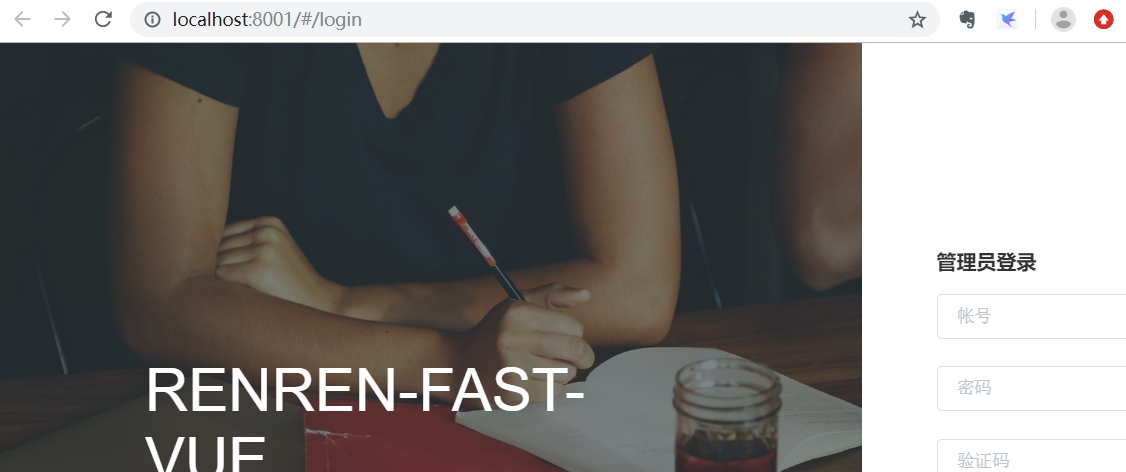 localhost:8001/#/login
管理员登录
帐号
密码
验证码
RENREN-FAST-
VUE